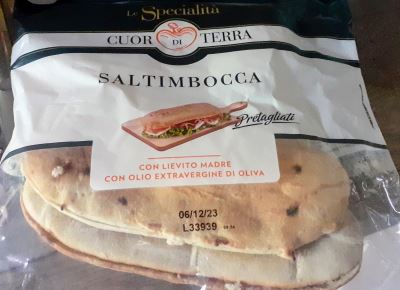 Le Specialità
CUOR DI TERRA
SALTIMBOCCA
Pretagliati
CON LIEVITO MADRE
CON OLIO EXTRAVERGINE DI OLIVA
06/12/23
L33939